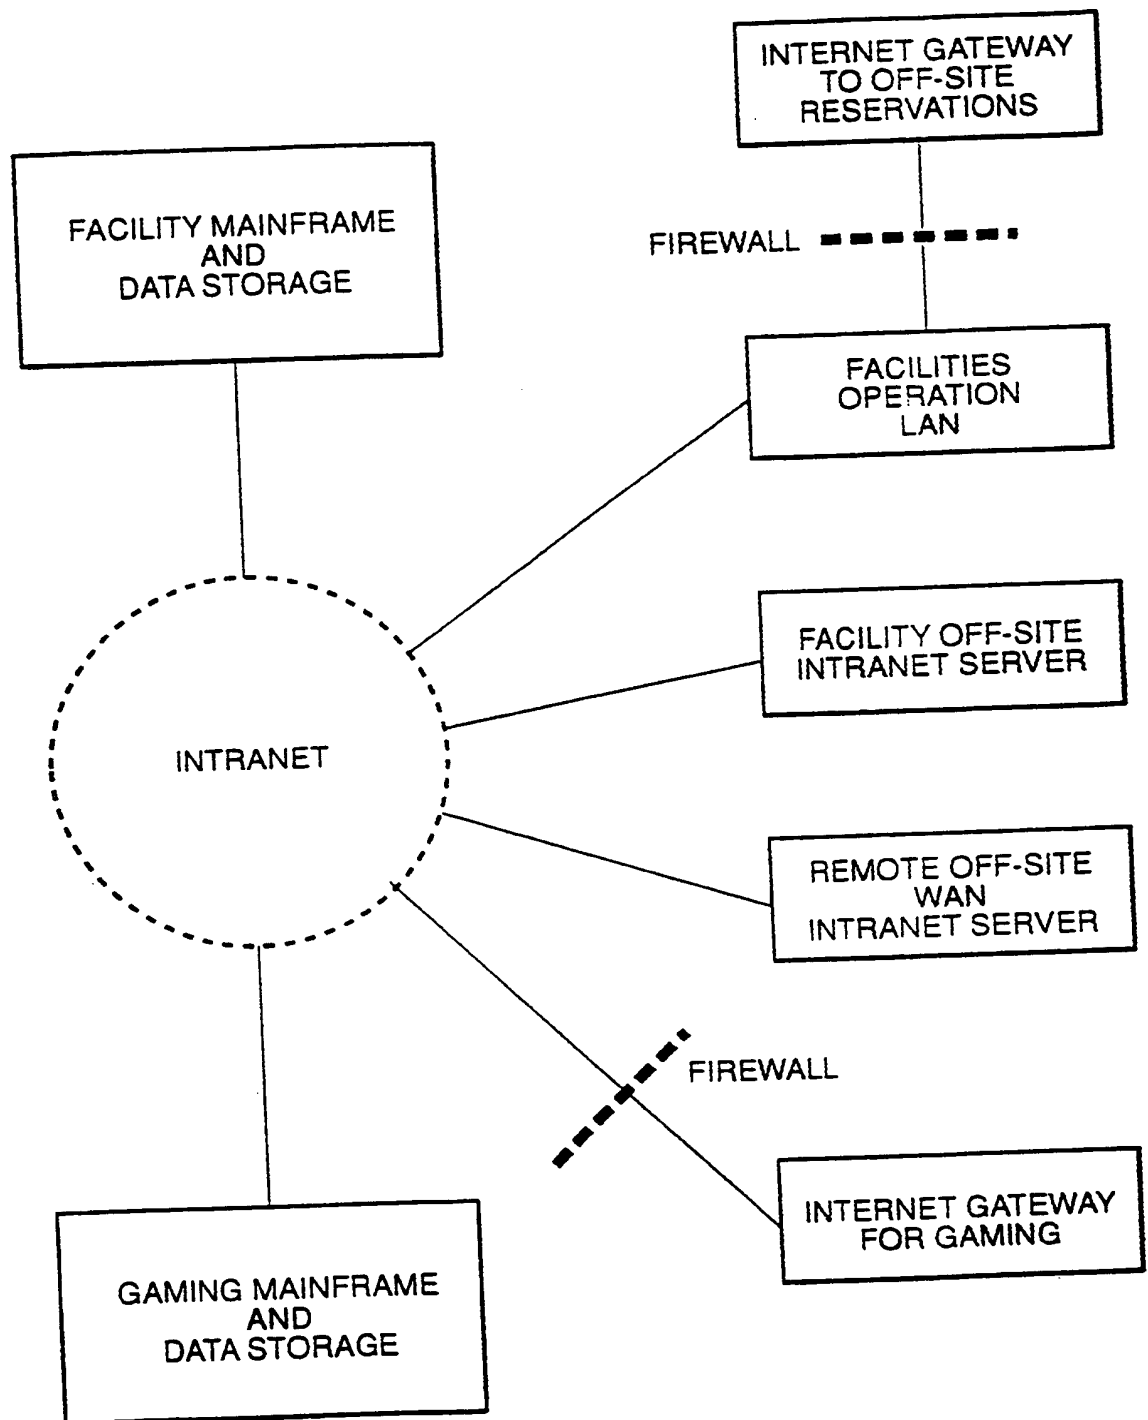 INTERNET GATEWAY
TO OFF-SITE
RESERVATIONS
FACILITY MAINFRAME
AND
DATA STORAGE
FIREWALL
FACILITIES
OPERATION
LAN
FACILITY OFF-SITE
INTRANET SERVER
INTRANET
REMOTE OFF-SITE
WAN
INTRANET SERVER
FIREWALL
INTERNET GATEWAY
FOR GAMING
GAMING MAINFRAME
AND
DATA STORAGE